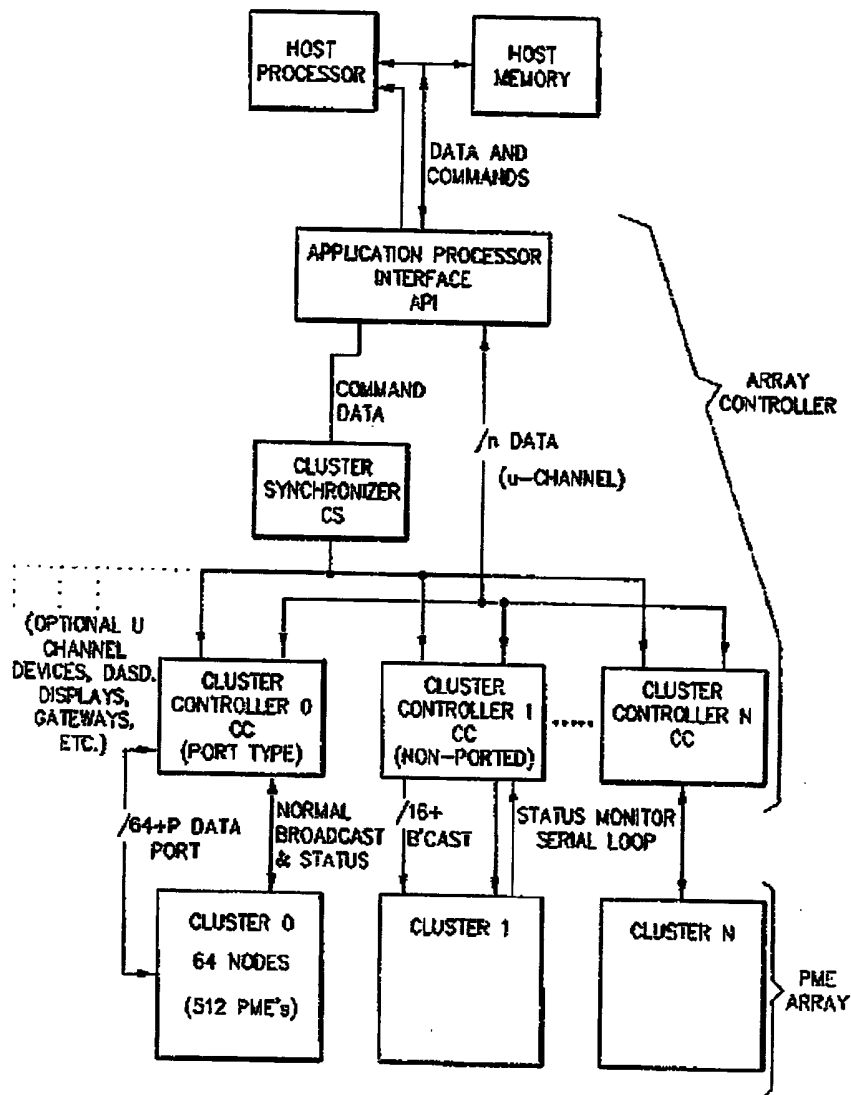 HOST
PROCESSOR
HOST
MEMORY
DATA AND
COMMANDS
APPLICATION PROCESSOR
INTERFACE
API
ARRAY
CONTROLLER
COMMAND
DATA
/n DATA
(u-CHANNEL)
CLUSTER
SYNCHRONIZER
CS
(OPTIONAL U
CHANNEL
DEVICES, DASD.
DISPLAYS,
GATEWAYS,
ETC.)
CLUSTER
CONTROLLER 0
CC
(PORT TYPE)
CLUSTER
CONTROLLER 1
CC
(NON-PORTED)
CLUSTER
CONTROLLER N
CC
/64+P DATA
PORT
NORMAL
BROADCAST
& STATUS
/16+
B'CAST
STATUS MONITOR
SERIAL LOOP
CLUSTER 0
64 NODES
(512 PME's)
CLUSTER 1
CLUSTER N
PME
ARRAY